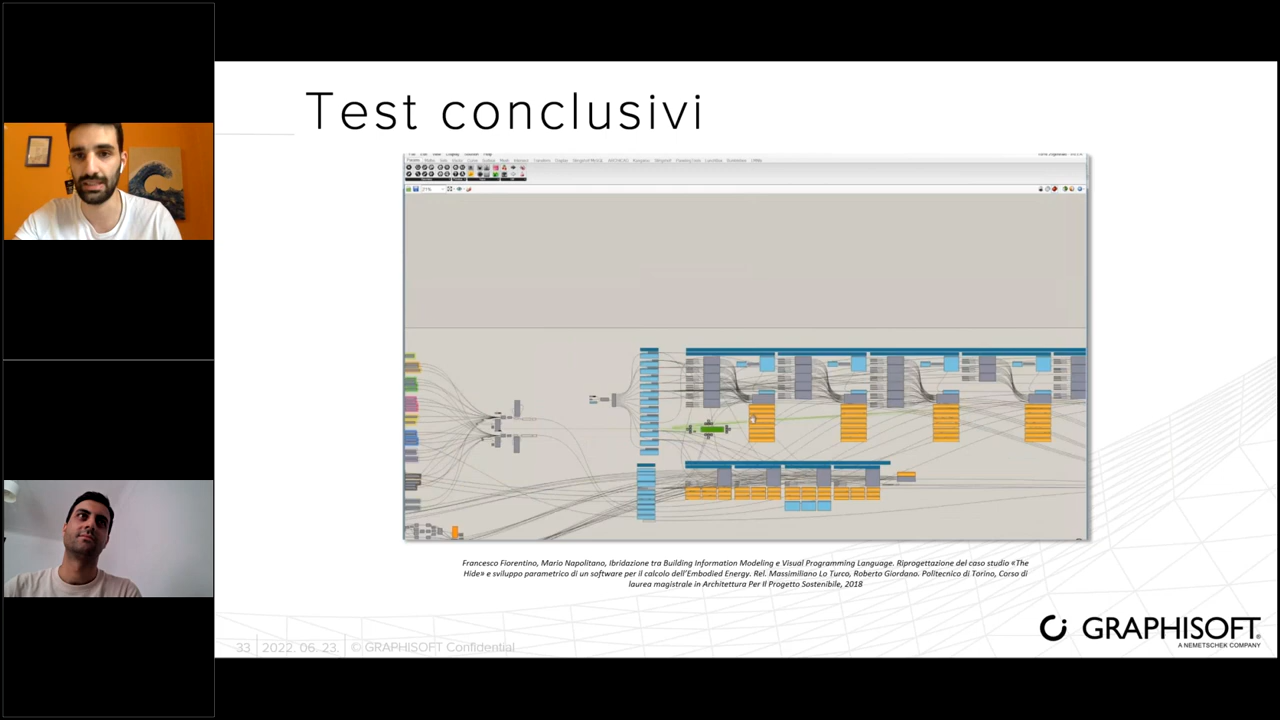 Test conclusivi
Francesco Fiorentino, Mario Napolitano, Ibridazione tra Building Information Modeling e Visual Programming Language. Riprogettazione del caso studio «The
Hide» e sviluppo parametrico di un software per il calcolo dell'Embodied Energy. Rel. Massimiliano Lo Turco, Roberto Giordano. Politecnico di Torino, Corso di
laurea magistrale in Architettura Per Il Progetto Sostenibile, 2018
33 | 2022. 06. 23. | © GRAPHISOFT Confidential
GRAPHISOFT.
A NEMETSCHEK COMPANY